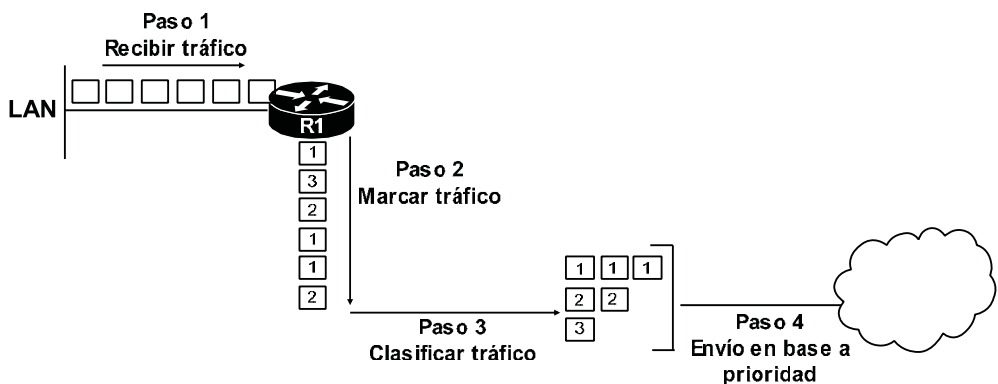 Paso 1
Recibir tráfico
LAN
R1
1
3
2
1
1
2
Paso 2
Marcar tráfico
Paso 3
Clasificar tráfico
1 1 1
2 2
3
Paso 4
Envío en base a
prioridad